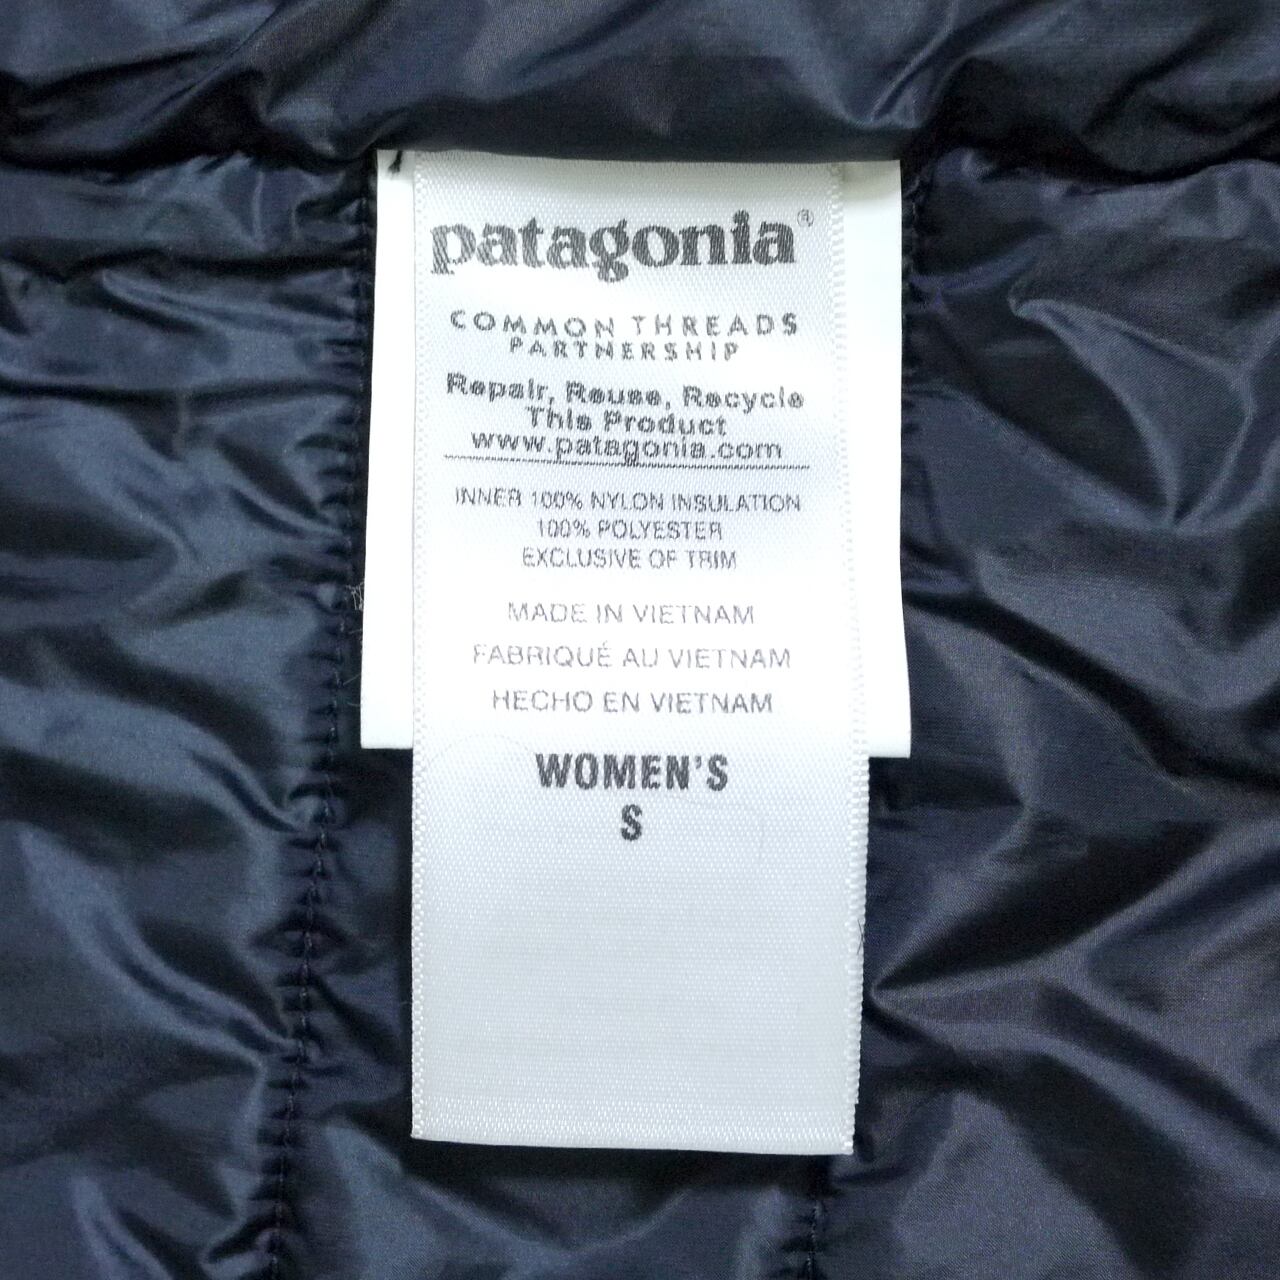 patagonia®
COMMON THREADS
PARTNERSHIP
Repair, Reuse, Recycle
This Product
www.patagonia.com
INNER 100% NYLON INSULATION
100% POLYESTER
EXCLUSIVE OF TRIM
MADE IN VIETNAM
FABRIQUÉ AU VIETNAM
HECHO EN VIETNAM
WOMEN'S
S